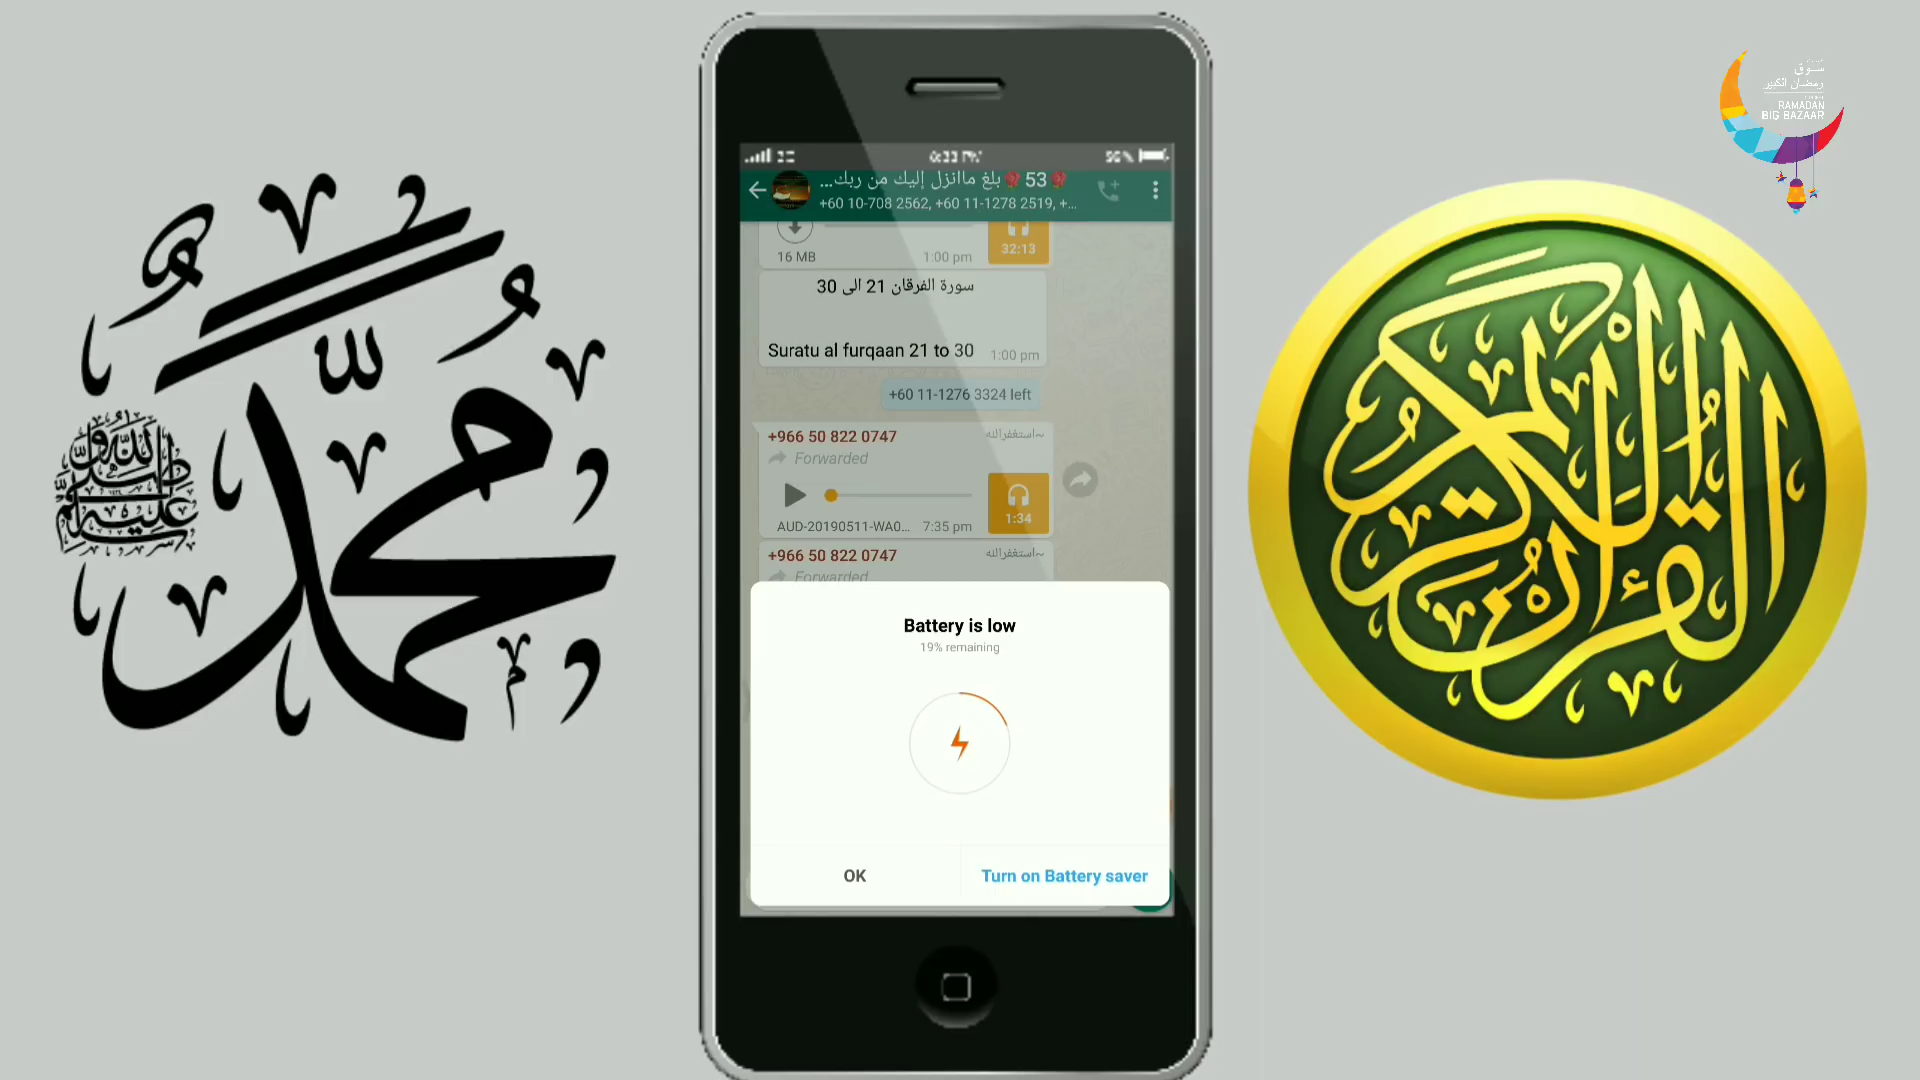 محمد
صلى الله عليه وسلم
6:33 PM
...بلغ ماانزل إليك من ربك🌹53🌹
+60 10-708 2562, +60 11-1278 2519, +...
16 MB
1:00 pm
32:13
سورة الفرقان 21 الى 30
Suratu al furqaan 21 to 30
1:00 pm
+60 11-1276 3324 left
+966 50 822 0747
~استغفرالله
Forwarded
AUD-20190511-WA0...
7:35 pm
1:34
+966 50 822 0747
~استغفرالله
Forwarded
Battery is low
19% remaining
OK
Turn on Battery saver
سوق
رمضان الكبير
RAMADAN
BIG BAZAAR
القرآن الكريم